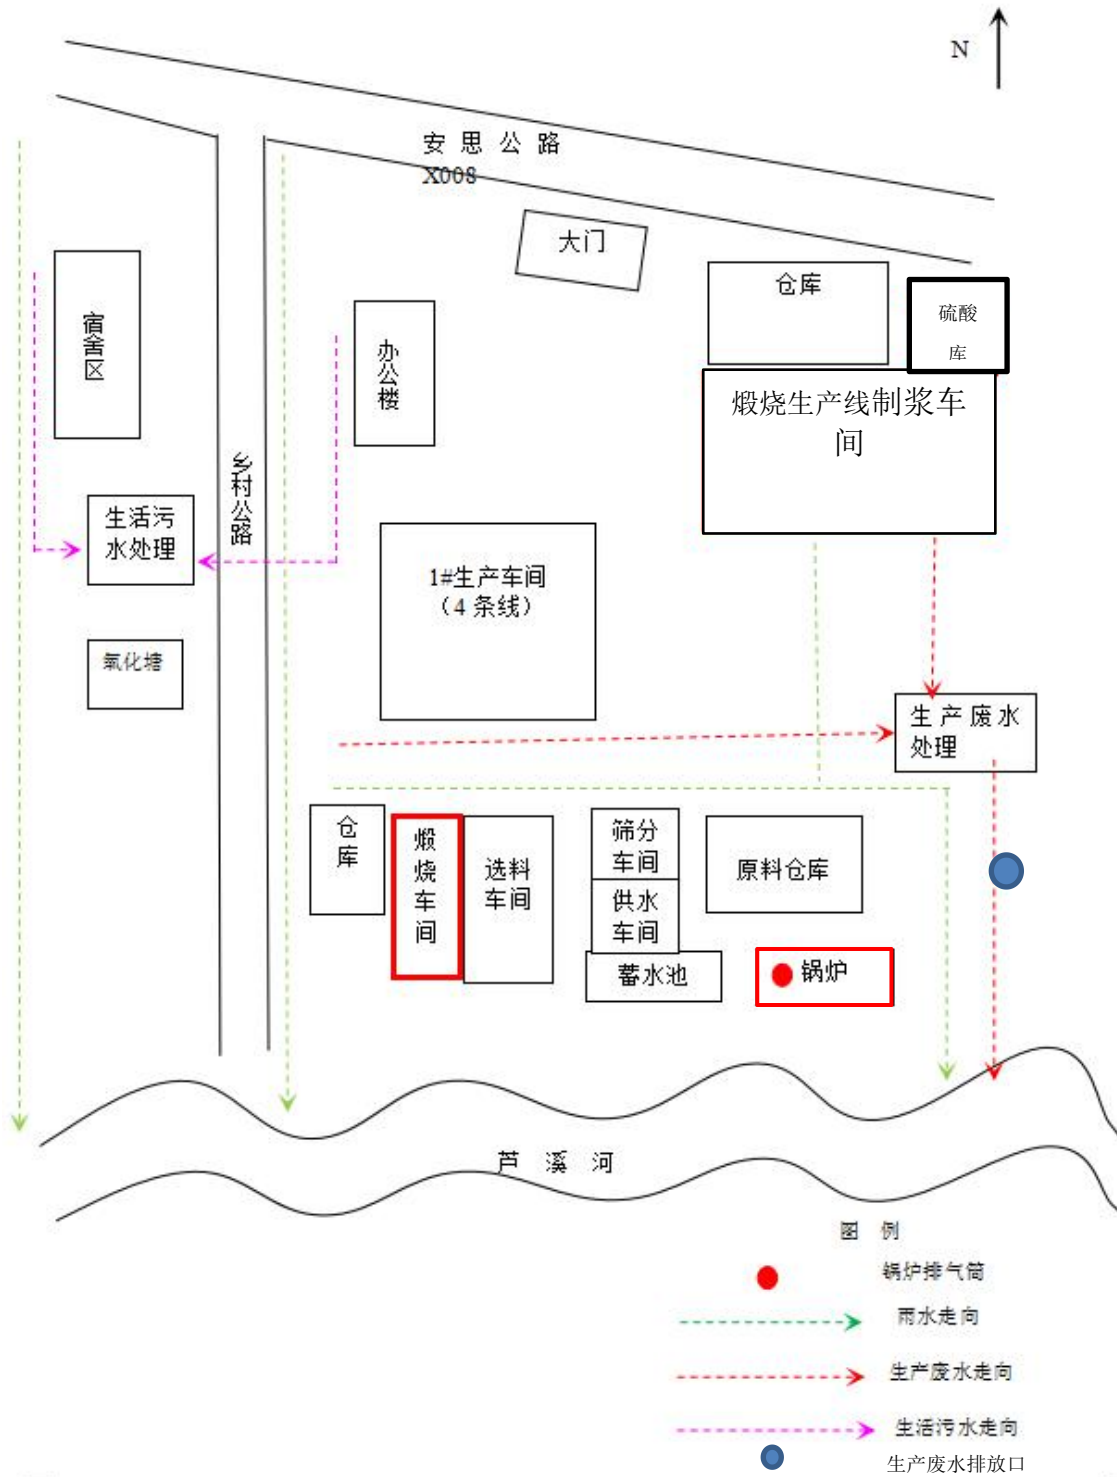 N
安思公路
X008
大门
仓库
硫酸
库
宿舍区
办公楼
煅烧生产线制浆车
间
乡村公路
生活污
水处理
1#生产车间
（4 条线）
氧化塘
生产废水
处理
仓库
煅烧车间
选料
车间
筛分
车间
供水
车间
原料仓库
蓄水池
锅炉
芦溪河
图 例
锅炉排气筒
雨水走向
生产废水走向
生活污水走向
生产废水排放口